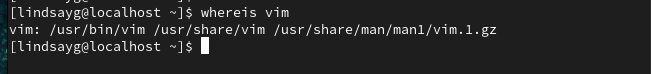 [lindsayg@localhost ~]$ whereis vim
vim: /usr/bin/vim /usr/share/vim /usr/share/man/man1/vim.1.gz
[lindsayg@localhost ~]$